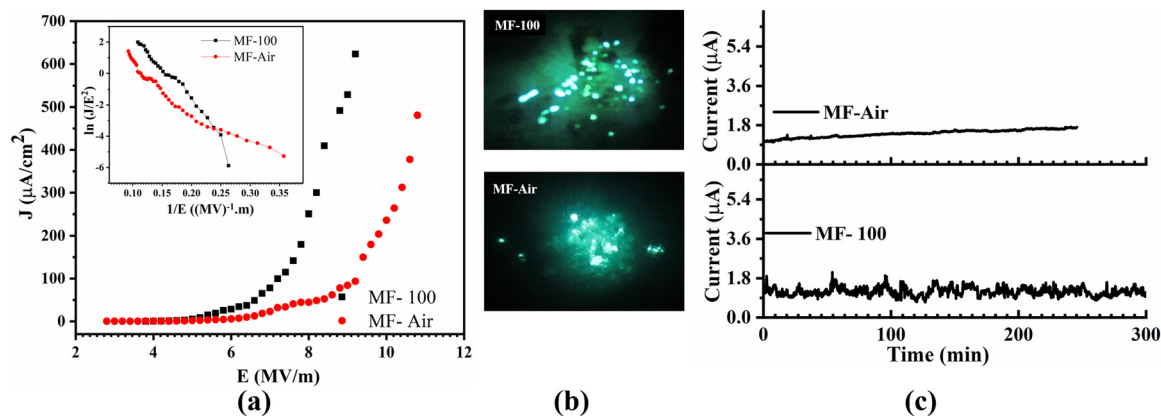 700
600
500
400
300
200
100
0
J (μA/cm²)
2
4
6
8
10
12
E (MV/m)
MF- 100
MF- Air
2
0
-2
-4
-6
ln (J/E²)
0.10
0.15
0.20
0.25
0.30
0.35
1/E ((MV)⁻¹.m)
MF-100
MF-Air
(a)
MF-100
MF-Air
(b)
5.4
3.6
1.8
0.0
Current (μA)
MF-Air
5.4
3.6
1.8
0.0
Current (μA)
MF- 100
0
100
200
300
Time (min)
(c)